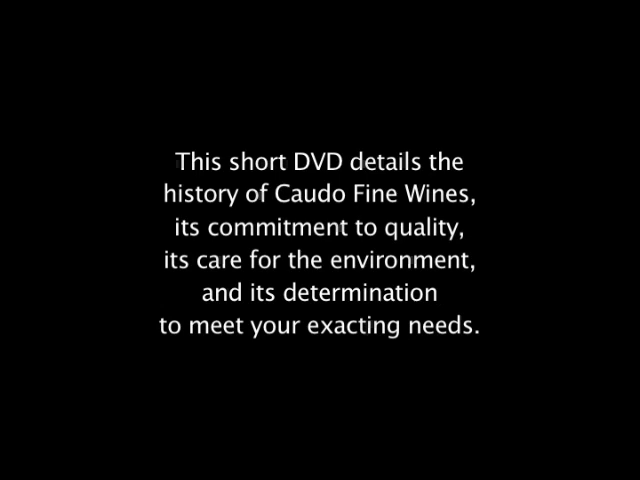 This short DVD details the
history of Caudo Fine Wines,
its commitment to quality,
its care for the environment,
and its determination
to meet your exacting needs.